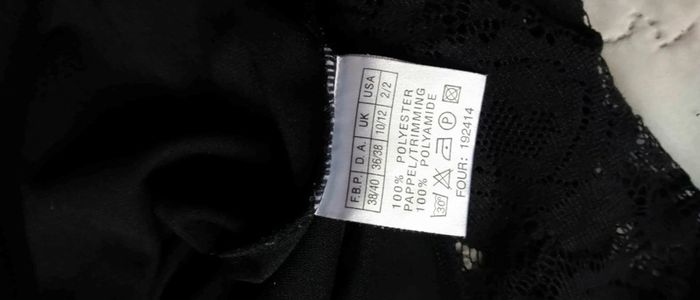 F.B.P. D.A. UK USA
38/40 36/38 10/12 2/2
100% POLYESTER
PAPPEL/TRIMMING
100% POLYAMIDE
30° P
FOUR: 192414